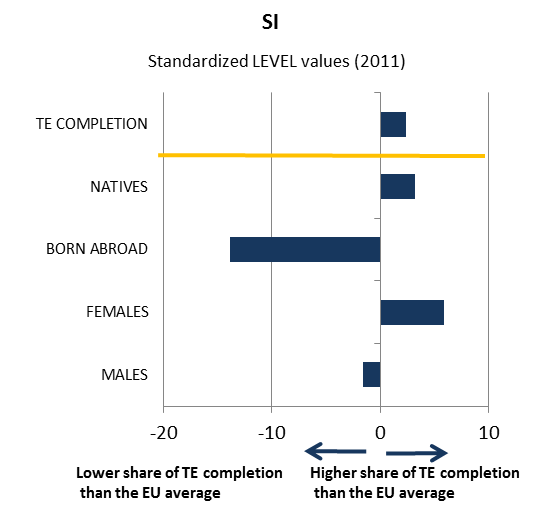 SI
Standardized LEVEL values (2011)
TE COMPLETION
NATIVES
BORN ABROAD
FEMALES
MALES
-20 -10 0 10
Lower share of TE completion
than the EU average
Higher share of TE completion
than the EU average